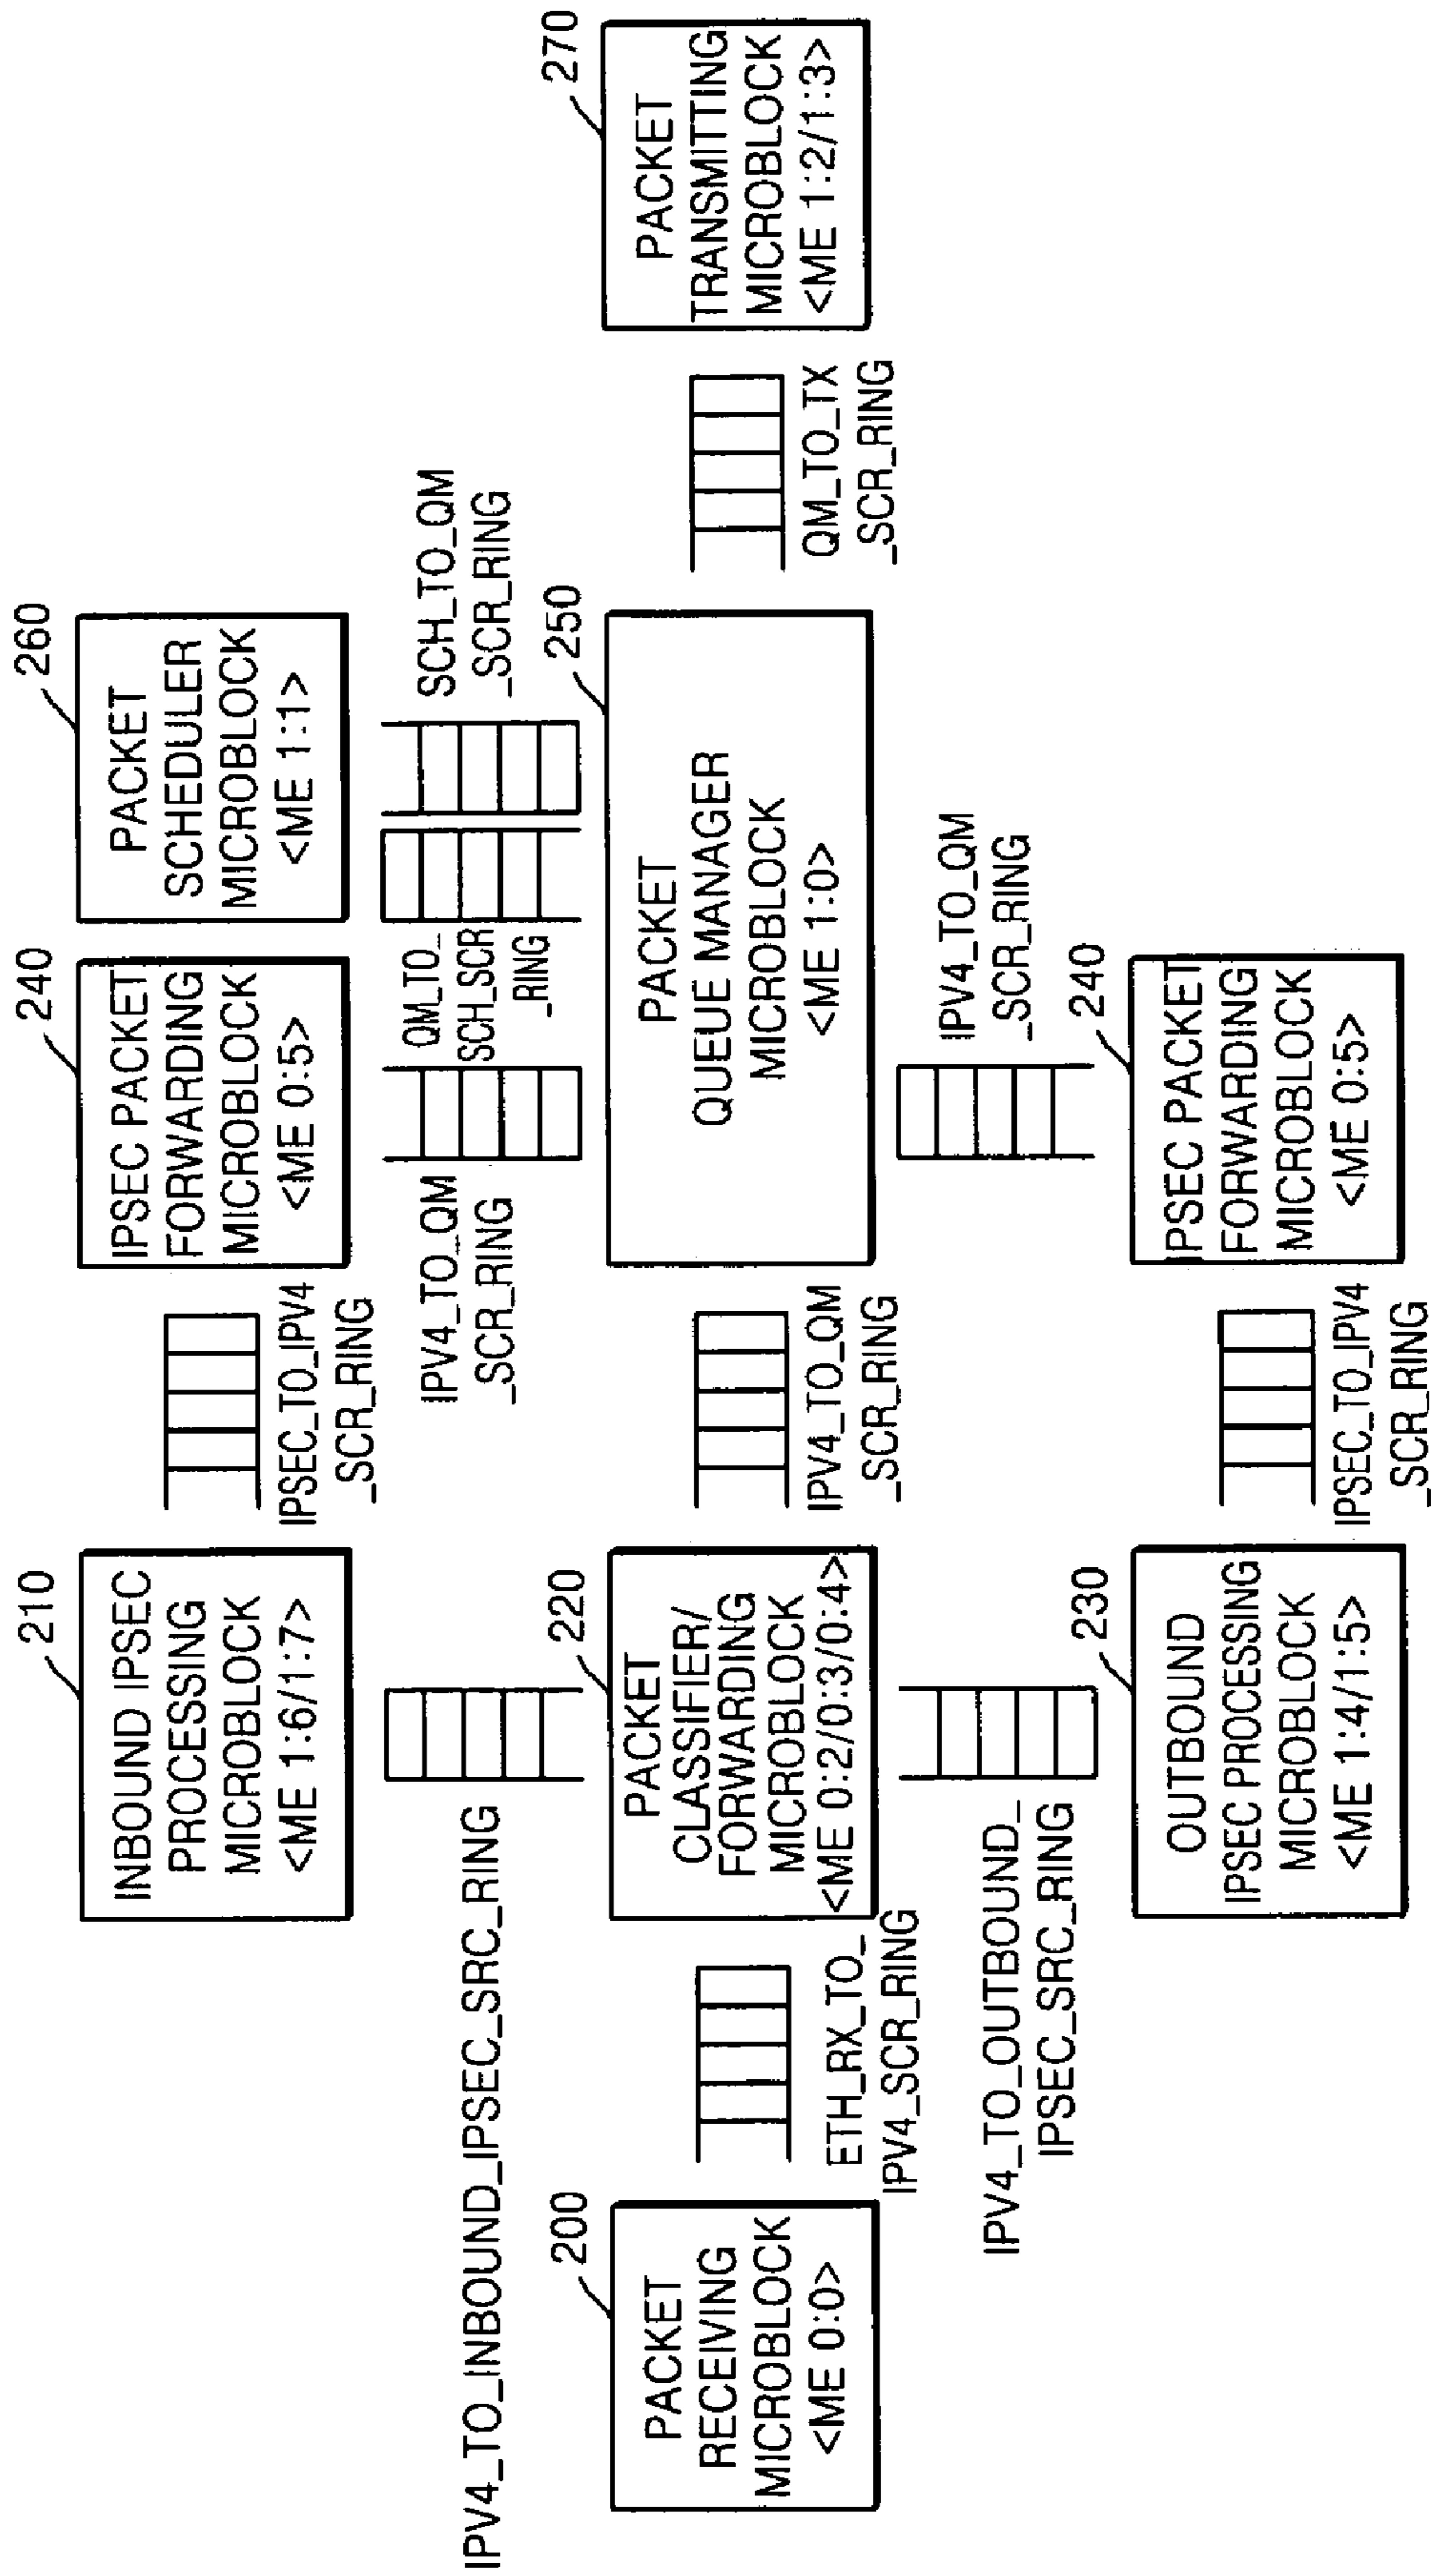 210
INBOUND IPSEC
PROCESSING
MICROBLOCK
<ME 1:6/1:7>
IPSEC_TO_IPV4
_SCR_RING
240
IPSEC PACKET
FORWARDING
MICROBLOCK
<ME 0:5>
260
PACKET
SCHEDULER
MICROBLOCK
<ME 1:1>
IPV4_TO_INBOUND_IPSEC_SRC_RING
IPV4_TO_QM
_SCR_RING
QM_TO_
SCH_SCR
_RING
SCH_TO_QM
_SCR_RING
200
PACKET
RECEIVING
MICROBLOCK
<ME 0:0>
ETH_RX_TO_
IPV4_SCR_RING
220
PACKET
CLASSIFIER/
FORWARDING
MICROBLOCK
<ME 0:2/0:3/0:4>
IPV4_TO_QM
_SCR_RING
250
PACKET
QUEUE MANAGER
MICROBLOCK
<ME 1:0>
QM_TO_TX
_SCR_RING
270
PACKET
TRANSMITTING
MICROBLOCK
<ME 1:2/1:3>
IPV4_TO_OUTBOUND_
IPSEC_SRC_RING
IPV4_TO_QM
_SCR_RING
230
OUTBOUND
IPSEC PROCESSING
MICROBLOCK
<ME 1:4/1:5>
IPSEC_TO_IPV4
_SCR_RING
240
IPSEC PACKET
FORWARDING
MICROBLOCK
<ME 0:5>